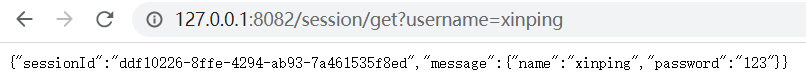 127.0.0.1:8082/session/get?username=xinping
{"sessionId":"ddf10226-8ffe-4294-ab93-7a461535f8ed","message":{"name":"xinping","password":"123"}}